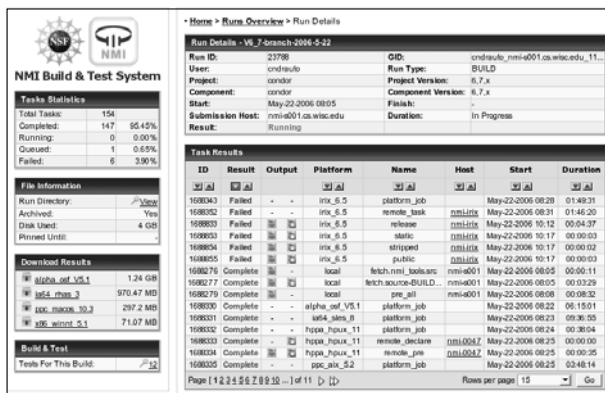 NSF
NMI
NMI Build & Test System
Tasks Statistics
Total Tasks: 154
Completed: 147 95.45%
Running: 0 0.00%
Queued: 1 0.65%
Failed: 6 3.90%
File Information
Run Directory: View
Archived: Yes
Disk Used: 4 GB
Pinned Until: -
Download Results
alpha_osf_V5.1 1.24 GB
ia64_rhas_3 970.47 MB
ppc_macos_10.3 297.2 MB
x86_winnt_5.1 71.07 MB
Build & Test
Tests For This Build: 12
Home > Runs Overview > Run Details
Run Details - V6_7-branch-2006-5-22
Run ID: 23788 GID: cndrauto_nmi-s001.cs.wisc.edu_11...
User: cndrauto Run Type: BUILD
Project: condor Project Version: 6,7,x
Component: condor Component Version: 6,7,x
Start: May-22-2006 08:05 Finish: -
Submission Host: nmi-s001.cs.wisc.edu Duration: In Progress
Result: Running
Task Results
ID Result Output Platform Name Host Start Duration
1688343 Failed - - irix_6.5 platform_job May-22-2006 08:28 01:49:31
1688352 Failed - - irix_6.5 remote_task nmi-irix May-22-2006 08:31 01:46:20
1688833 Failed irix_6.5 release nmi-irix May-22-2006 10:12 00:04:37
1688853 Failed irix_6.5 static nmi-irix May-22-2006 10:17 00:00:03
1688854 Failed irix_6.5 stripped nmi-irix May-22-2006 10:17 00:00:02
1688855 Failed irix_6.5 public nmi-irix May-22-2006 10:17 00:00:03
1688276 Complete - local fetch.nmi_tools.src nmi-s001 May-22-2006 08:05 00:00:11
1688277 Complete local fetch.source-BUILD... nmi-s001 May-22-2006 08:05 00:03:29
1688279 Complete - local pre_all nmi-s001 May-22-2006 08:08 00:08:32
1688330 Complete - - alpha_osf_V5.1 platform_job May-22-2006 08:22 06:15:01
1688331 Complete - - ia64_sles_8 platform_job May-22-2006 08:23 09:36:55
1688332 Complete - - hppa_hpux_11 platform_job May-22-2006 08:24 00:38:04
1688333 Complete - hppa_hpux_11 remote_declare nmi-0047 May-22-2006 08:25 00:00:00
1688334 Complete hppa_hpux_11 remote_pre nmi-0047 May-22-2006 08:25 00:00:35
1688335 Complete - - ppc_aix_5.2 platform_job May-22-2006 08:25 03:48:14
Page [ 1 2 3 4 5 6 7 8 9 10 ... ] of 11 Rows per page 15 Go